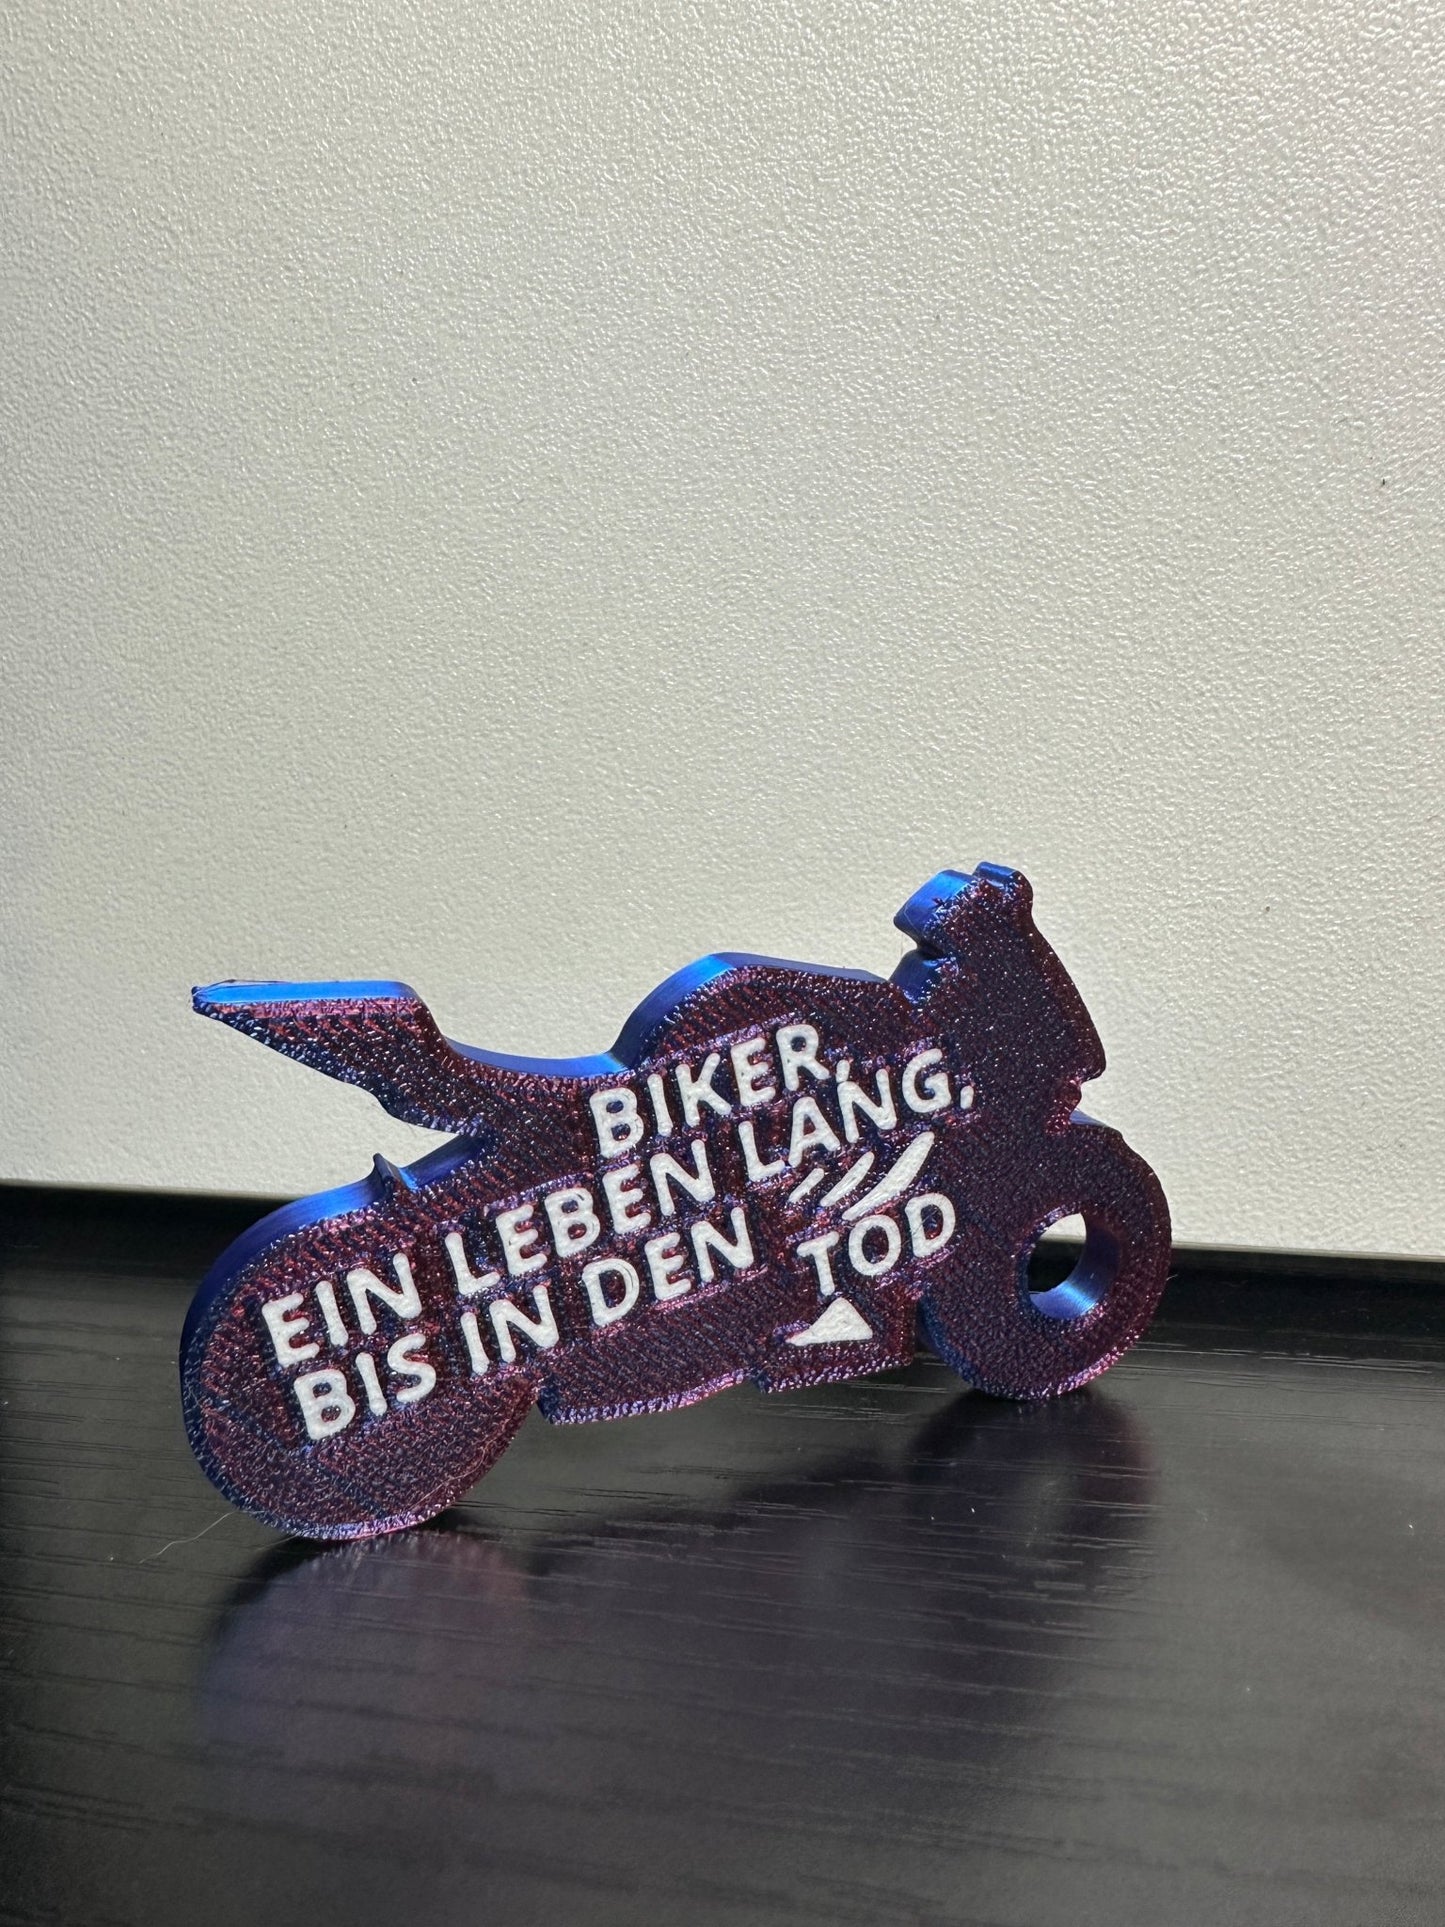 BIKER,
EIN LEBEN LANG,
BIS IN DEN TOD